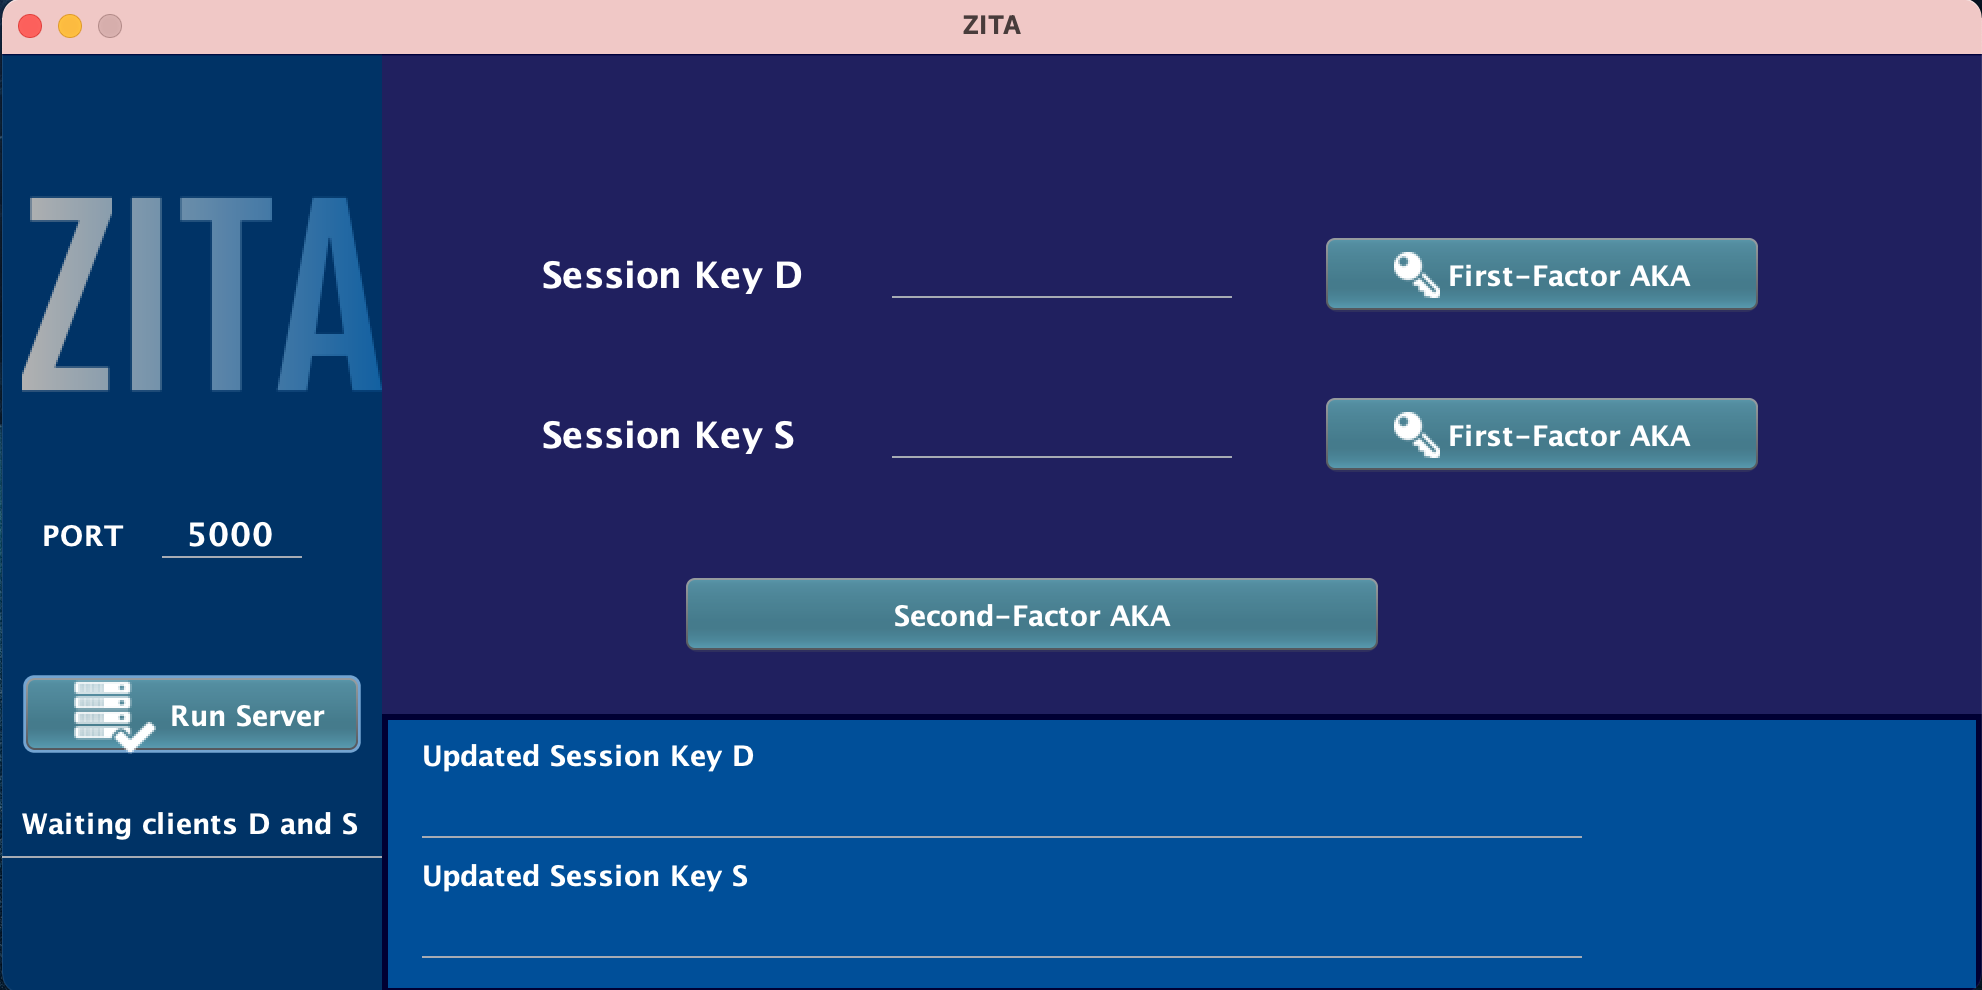 ZITA
ZITA
PORT 5000
Run Server
Waiting clients D and S
Session Key D
First-Factor AKA
Session Key S
First-Factor AKA
Second-Factor AKA
Updated Session Key D
Updated Session Key S